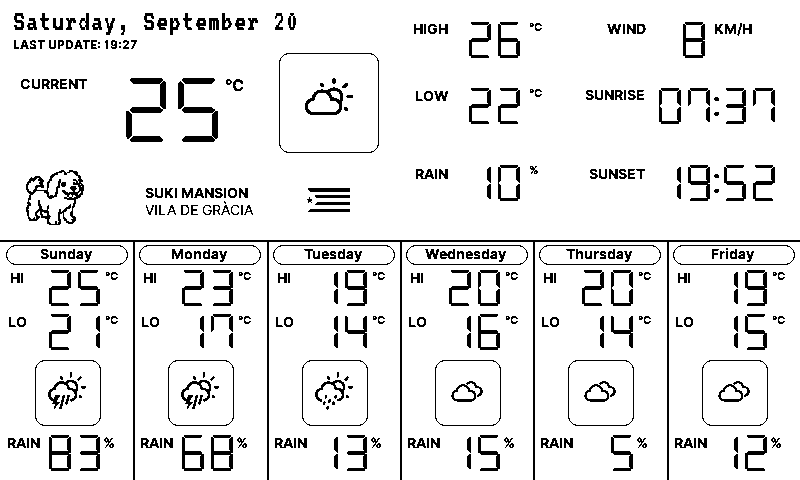 Saturday, September 20
LAST UPDATE: 19:27
CURRENT 25 °C
HIGH 26 °C
LOW 22 °C
RAIN 10 %
WIND 8 KM/H
SUNRISE 07:37
SUNSET 19:52
SUKI MANSION
VILA DE GRÀCIA
Sunday
HI 25 °C
LO 21 °C
RAIN 83 %
Monday
HI 23 °C
LO 17 °C
RAIN 68 %
Tuesday
HI 19 °C
LO 14 °C
RAIN 13 %
Wednesday
HI 20 °C
LO 16 °C
RAIN 15 %
Thursday
HI 20 °C
LO 14 °C
RAIN 5 %
Friday
HI 19 °C
LO 15 °C
RAIN 12 %